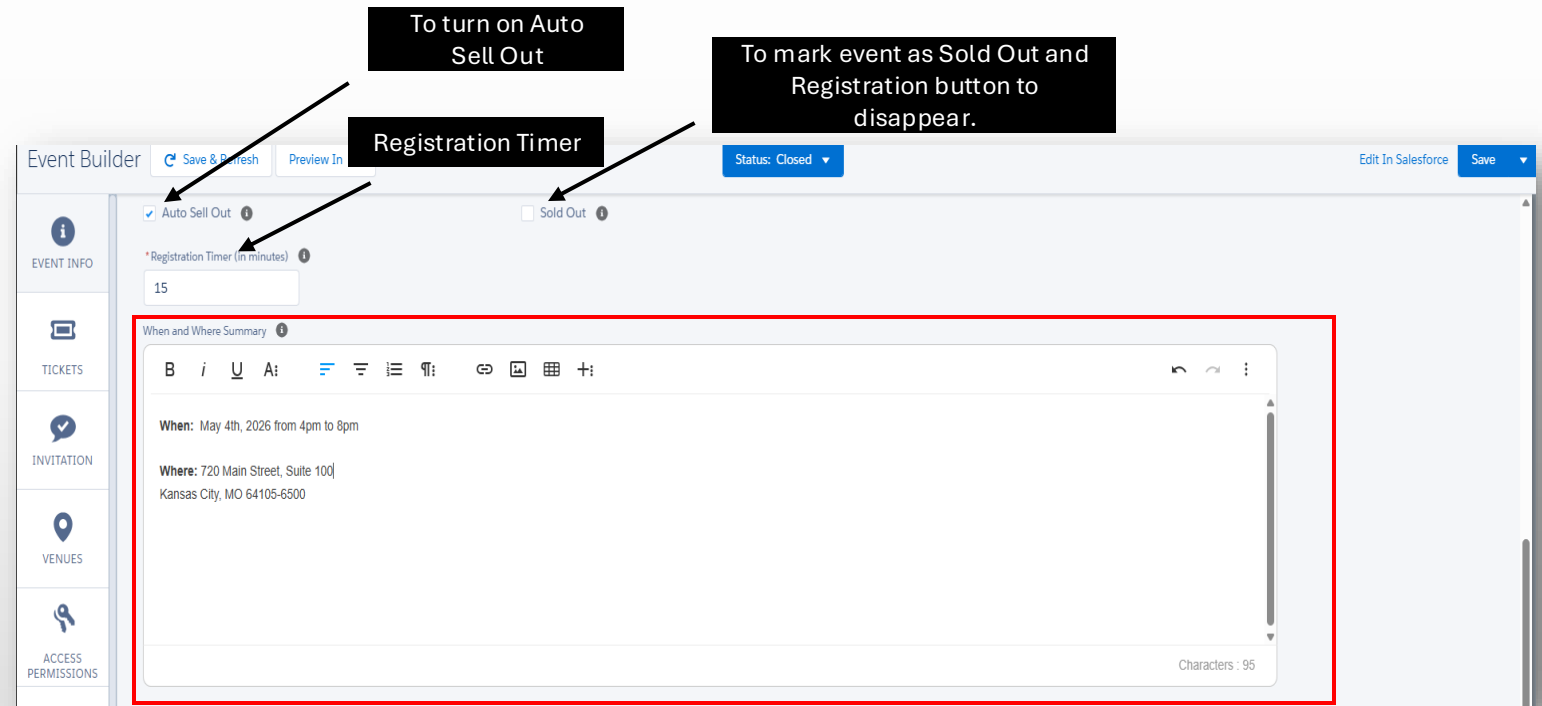 To turn on Auto
Sell Out
To mark event as Sold Out and
Registration button to
disappear.
Registration Timer
Event Builder
Save & Refresh
Preview In
Status: Closed
Edit In Salesforce
Save
EVENT INFO
TICKETS
INVITATION
VENUES
ACCESS
PERMISSIONS
Auto Sell Out
Sold Out
*Registration Timer (in minutes)
15
When and Where Summary
When: May 4th, 2026 from 4pm to 8pm
Where: 720 Main Street, Suite 100
Kansas City, MO 64105-6500
Characters : 95